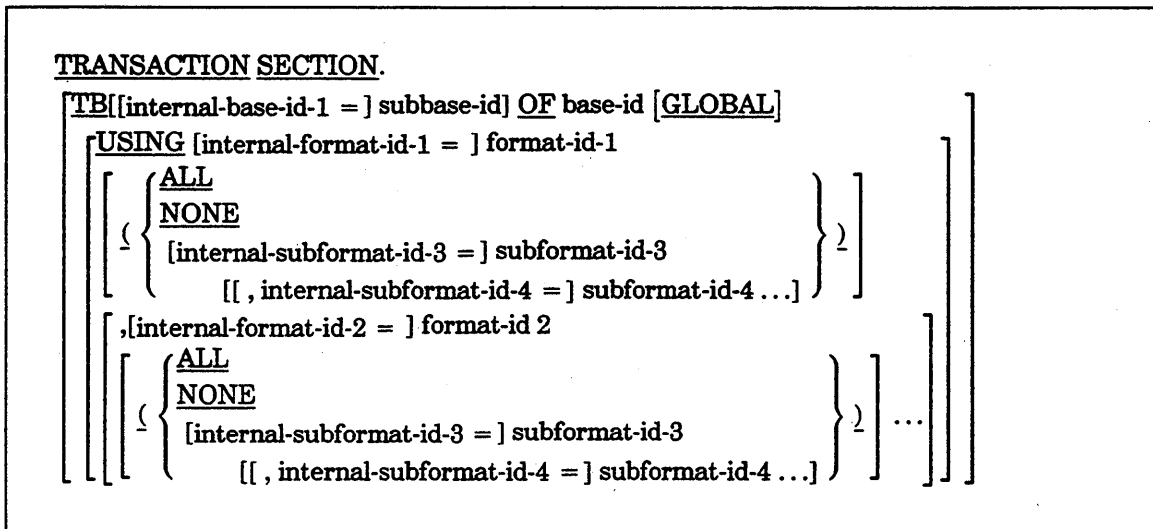 TRANSACTION SECTION.
[TB[[internal-base-id-1 = ] subbase-id] OF base-id [GLOBAL]
[USING [internal-format-id-1 = ] format-id-1
[ ( { ALL
NONE
[internal-subformat-id-3 = ] subformat-id-3
[[ , internal-subformat-id-4 = ] subformat-id-4 ...] } ) ]
[ ,[internal-format-id-2 = ] format-id 2
[ ( { ALL
NONE
[internal-subformat-id-3 = ] subformat-id-3
[[ , internal-subformat-id-4 = ] subformat-id-4 ...] } ) ] ... ] ] ]